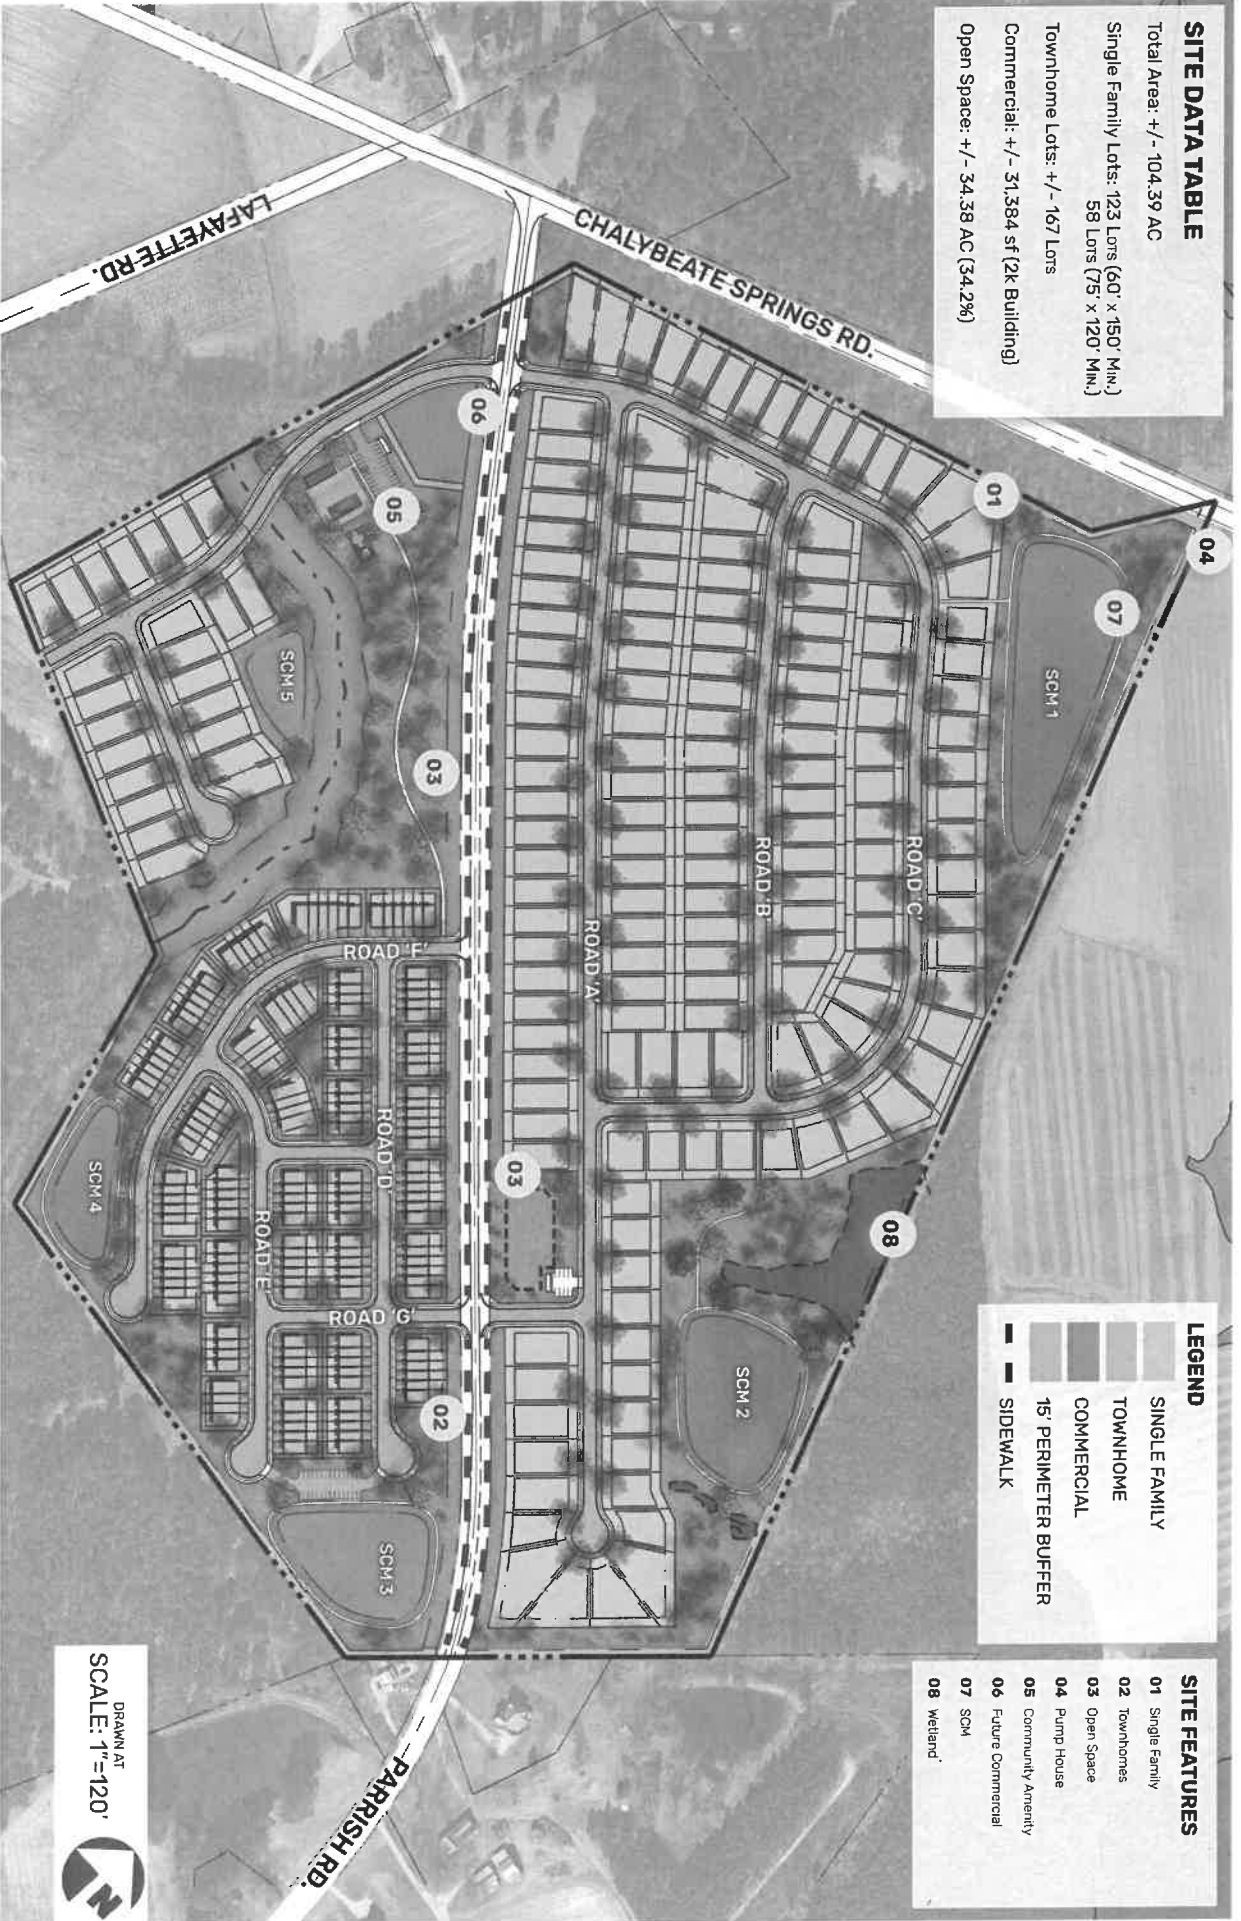 SITE DATA TABLE
Total Area: +/- 104.39 AC
Single Family Lots: 123 Lots (60' x 150' Min.)
58 Lots (75' x 120' Min.)
Townhome Lots: +/- 167 Lots
Commercial: +/- 31,384 sf (2k Building)
Open Space: +/- 34.38 AC (34.2%)
LEGEND
SINGLE FAMILY
TOWNHOME
COMMERCIAL
15' PERIMETER BUFFER
SIDEWALK
SITE FEATURES
01 Single Family
02 Townhomes
03 Open Space
04 Pump House
05 Community Amenity
06 Future Commercial
07 SCM
08 Wetland
CHALYBEATE SPRINGS RD.
LAFAYETTE RD.
PARRISH RD.
04
01
07
SCM 1
08
ROAD 'C'
ROAD 'B'
SCM 2
ROAD 'A'
03
06
05
03
02
SCM 5
ROAD 'F'
ROAD 'D'
ROAD 'G'
ROAD 'E'
SCM 3
SCM 4
DRAWN AT
SCALE: 1"=120'
N